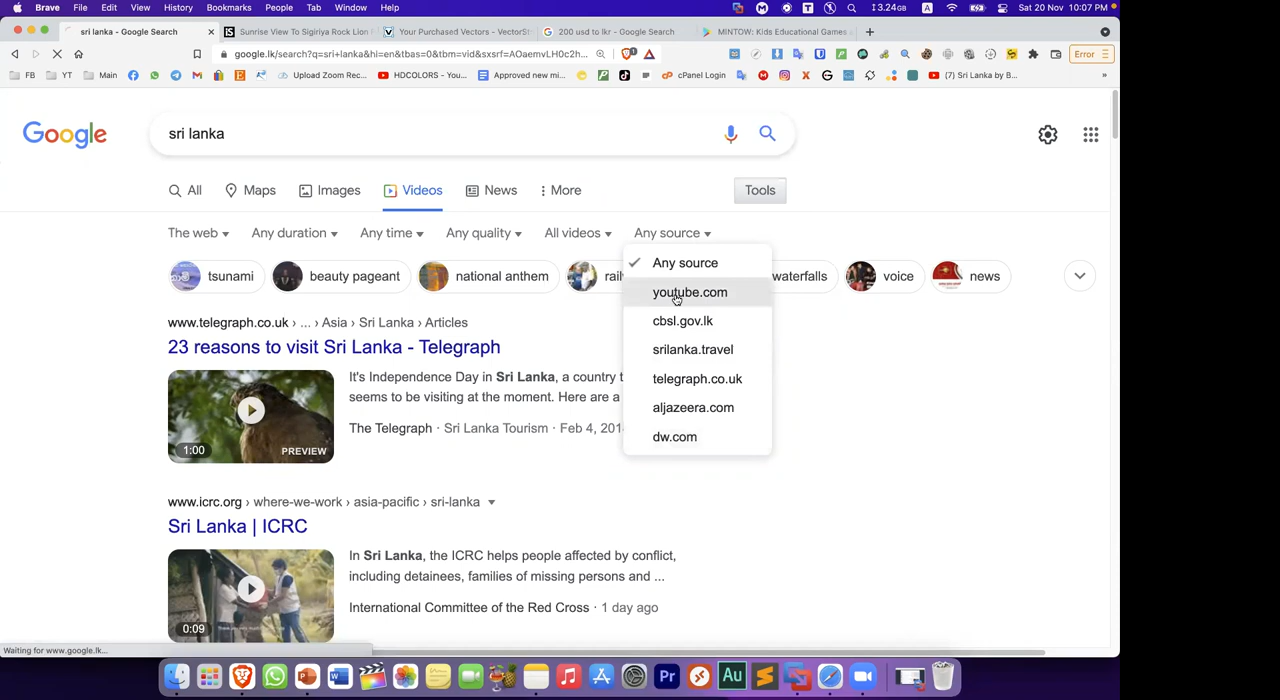 Brave File Edit View History Bookmarks People Tab Window Help 3.24GB A Sat 20 Nov 10:07 PM
sri lanka - Google Search Sunrise View To Sigiriya Rock Lion Your Purchased Vectors - VectorSt 200 usd to lkr - Google Search MINTOW: Kids Educational Games
google.lk/search?q=sri+lanka&hl=en&tbas=0&tbm=vid&sxsrf=AOaemvLH0c2h... Error
FB YT Main Upload Zoom Rec... HDCOLORS - You... Approved new mi... cPanel Login (7) Sri Lanka by B... »
Google
sri lanka
All Maps Images Videos News More Tools
The web Any duration Any time Any quality All videos Any source
Any source
youtube.com
cbsl.gov.lk
srilanka.travel
telegraph.co.uk
aljazeera.com
dw.com
tsunami beauty pageant national anthem waterfalls voice news
www.telegraph.co.uk › ... › Asia › Sri Lanka › Articles
23 reasons to visit Sri Lanka - Telegraph
It's Independence Day in Sri Lanka, a country t
seems to be visiting at the moment. Here are a
The Telegraph · Sri Lanka Tourism · Feb 4, 201
1:00 PREVIEW
www.icrc.org › where-we-work › asia-pacific › sri-lanka
Sri Lanka | ICRC
In Sri Lanka, the ICRC helps people affected by conflict,
including detainees, families of missing persons and ...
International Committee of the Red Cross · 1 day ago
0:09
Waiting for www.google.lk...
Pr Au